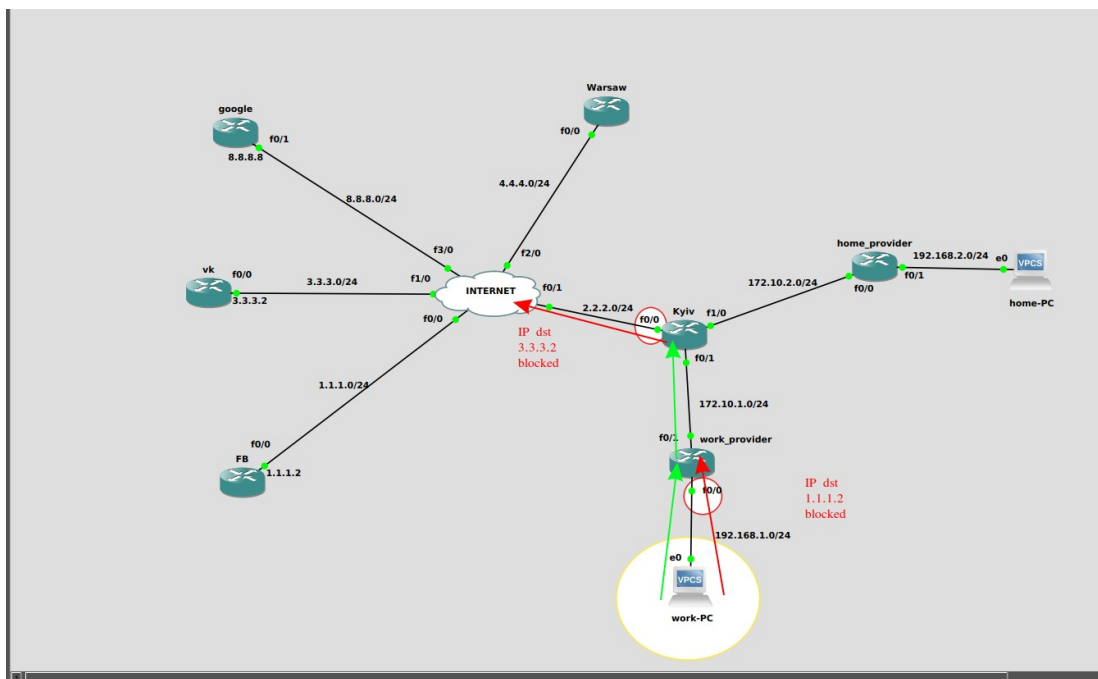 Warsaw
google
f0/1
8.8.8.8
f0/0
4.4.4.0/24
8.8.8.0/24
home_provider
192.168.2.0/24
e0
VPCS
f0/1
f0/0
home-PC
f3/0
f2/0
vk
f0/0
3.3.3.2
3.3.3.0/24
f1/0
INTERNET
f0/1
172.10.2.0/24
2.2.2.0/24
f0/0
Kyiv
f1/0
f0/0
IP dst
3.3.3.2
blocked
f0/1
1.1.1.0/24
172.10.1.0/24
f0/0
FB
1.1.1.2
f0/1
work_provider
f0/0
IP dst
1.1.1.2
blocked
192.168.1.0/24
e0
VPCS
work-PC